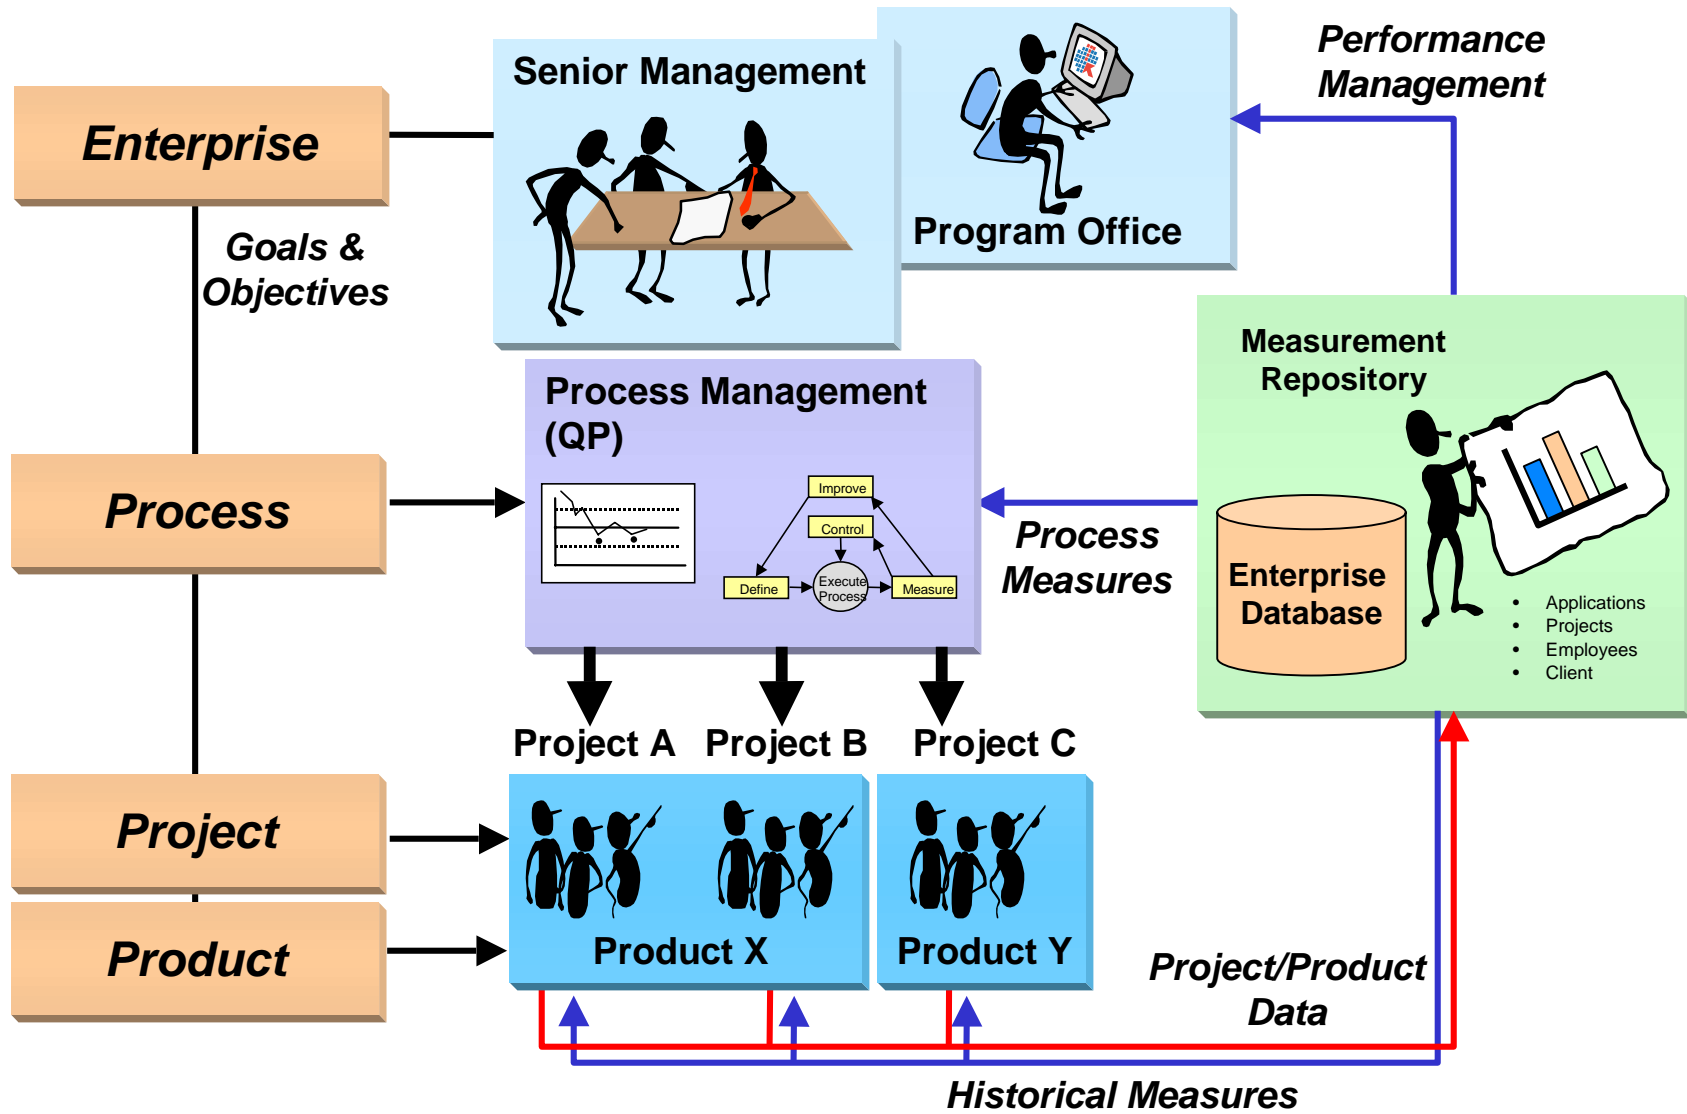 Senior Management
Program Office
Performance
Management
Enterprise
Goals &
Objectives
Measurement
Repository
Process Management
(QP)
Improve
Control
Define
Execute
Process
Measure
Process
Process
Measures
Enterprise
Database
• Applications
• Projects
• Employees
• Client
Project A
Project B
Project C
Project
Product
Product X
Product Y
Project/Product
Data
Historical Measures